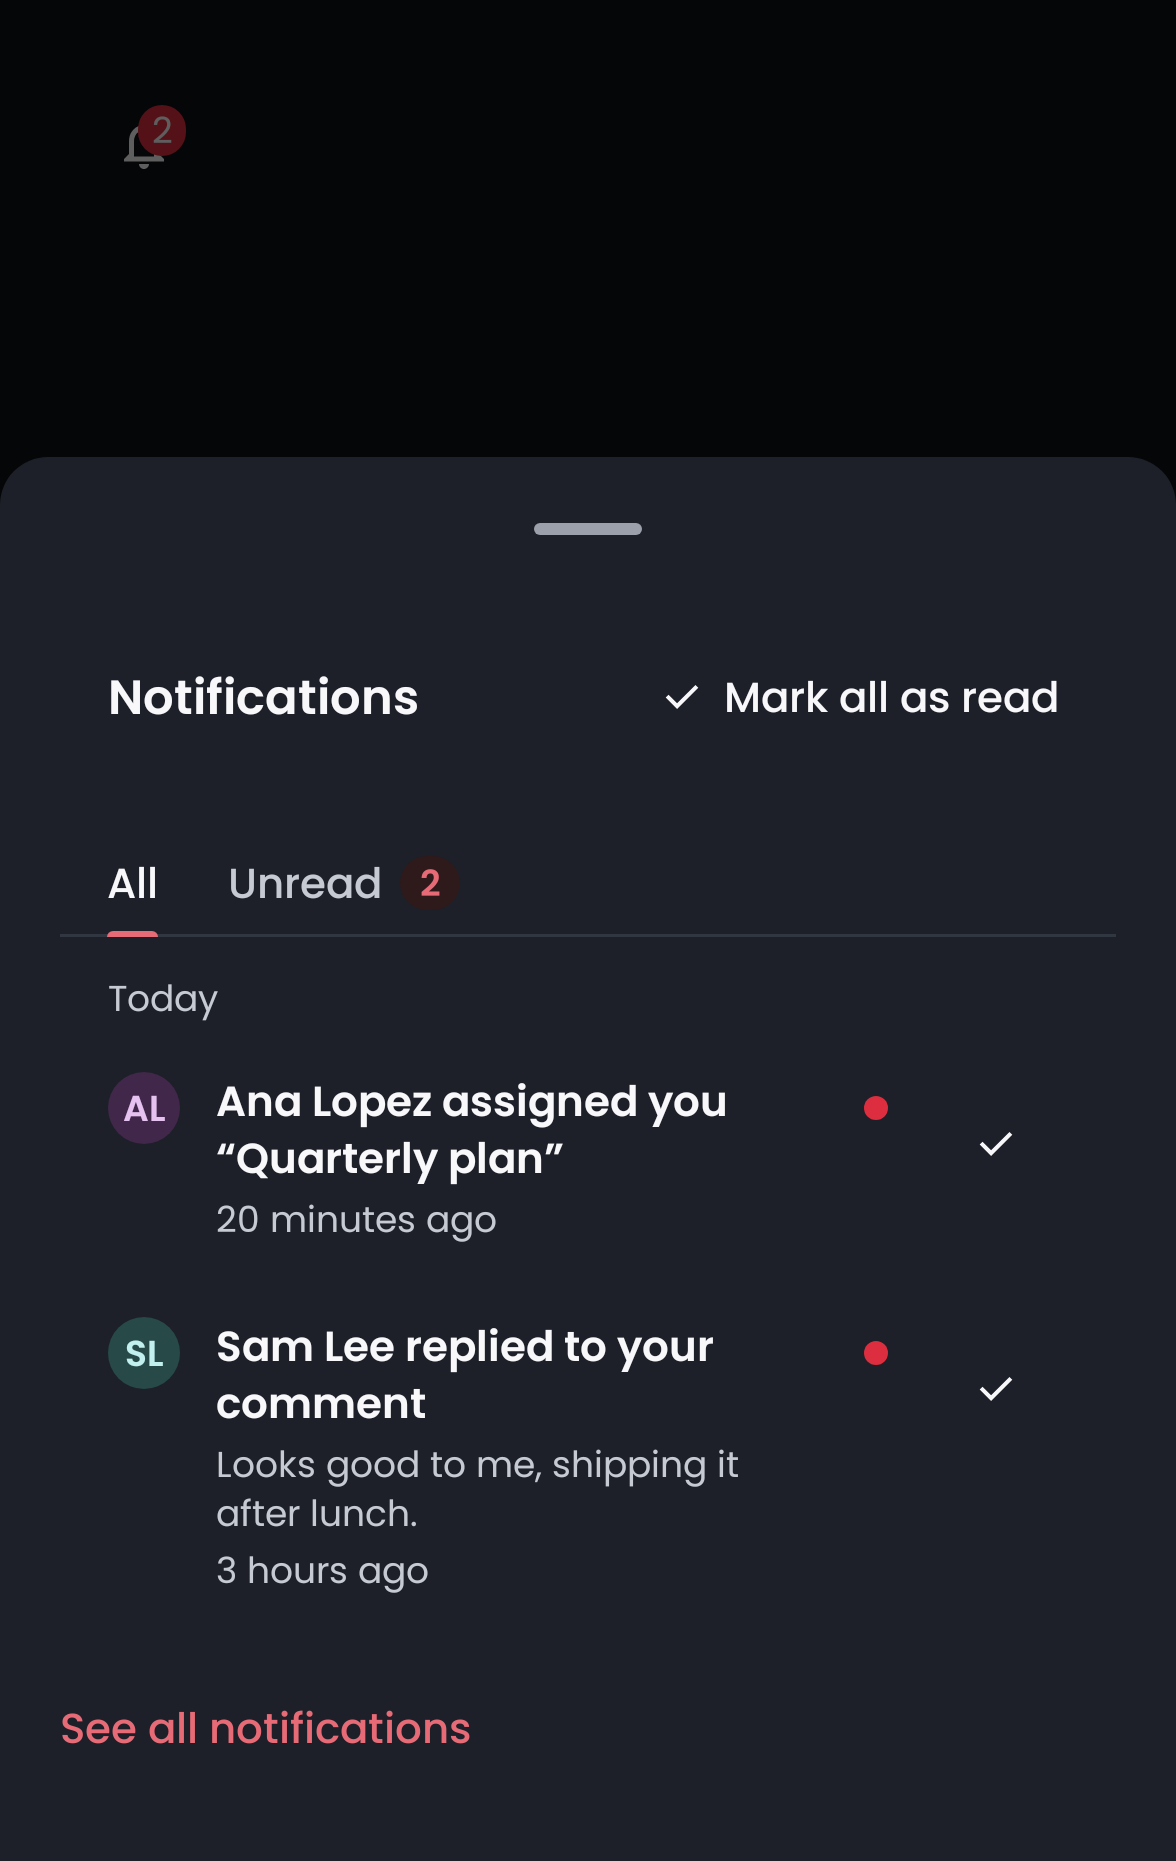 2
Notifications
Mark all as read
All
Unread 2
Today
AL
Ana Lopez assigned you
“Quarterly plan”
20 minutes ago
SL
Sam Lee replied to your
comment
Looks good to me, shipping it
after lunch.
3 hours ago
See all notifications